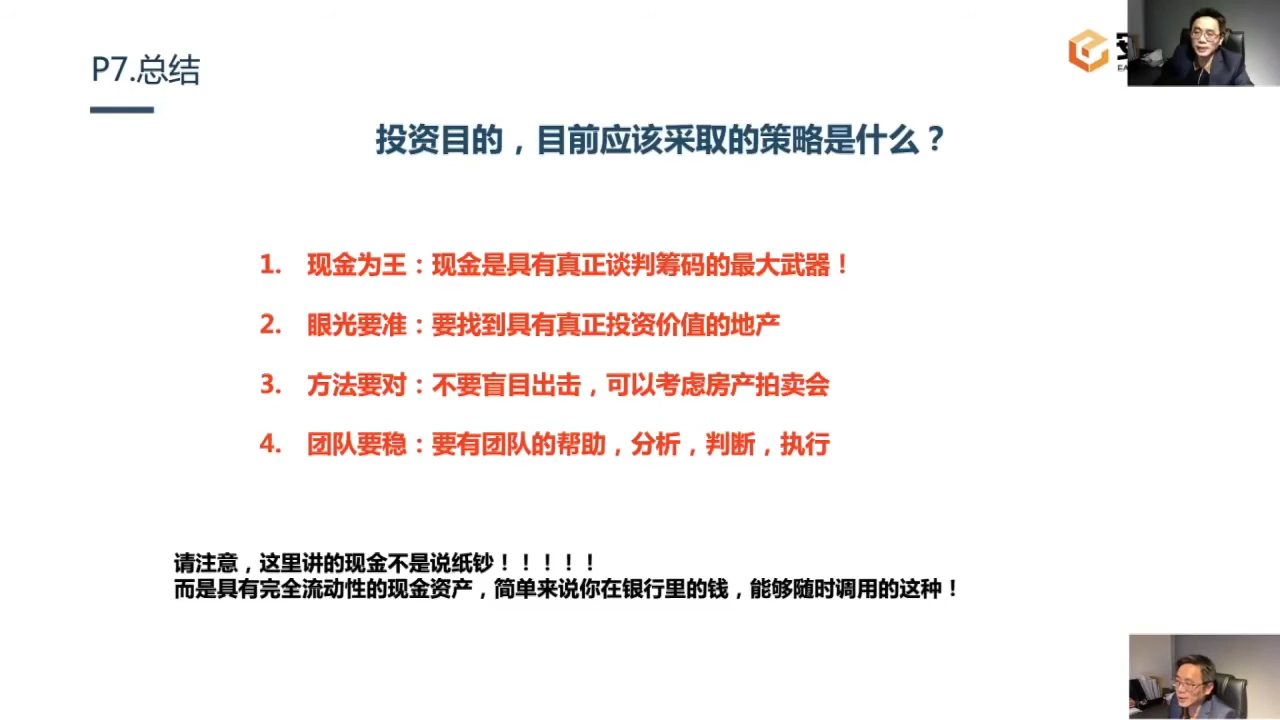 P7.总结
投资目的，目前应该采取的策略是什么？
1. 现金为王：现金是具有真正谈判筹码的最大武器！
2. 眼光要准：要找到具有真正投资价值的地产
3. 方法要对：不要盲目出击，可以考虑房产拍卖会
4. 团队要稳：要有团队的帮助，分析，判断，执行
请注意，这里讲的现金不是说纸钞！！！！！
而是具有完全流动性的现金资产，简单来说你在银行里的钱，能够随时调用的这种！